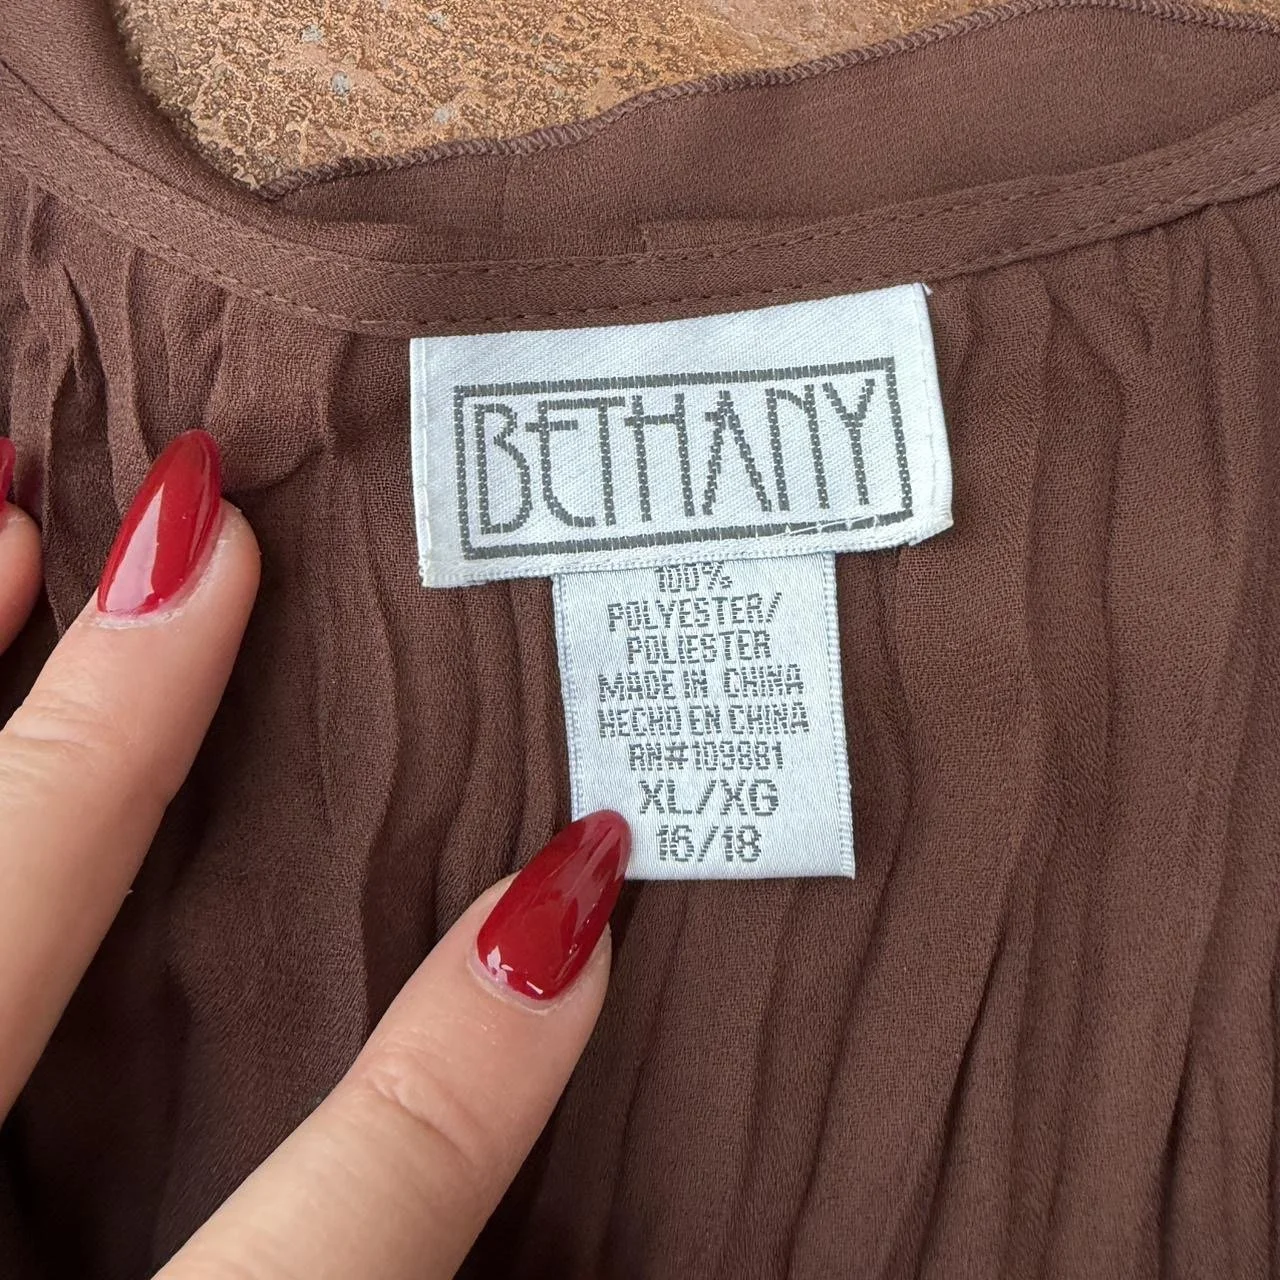 BETHANY
100%
POLYESTER/
POLIESTER
MADE IN CHINA
HECHO EN CHINA
RN#109881
XL/XG
16/18